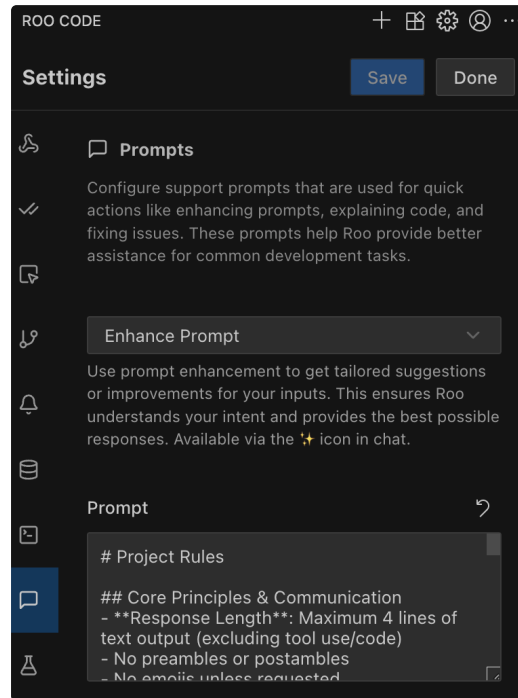 ROO CODE
Settings
Save
Done
Prompts
Configure support prompts that are used for quick
actions like enhancing prompts, explaining code, and
fixing issues. These prompts help Roo provide better
assistance for common development tasks.
Enhance Prompt
Use prompt enhancement to get tailored suggestions
or improvements for your inputs. This ensures Roo
understands your intent and provides the best possible
responses. Available via the ✨ icon in chat.
Prompt
# Project Rules
## Core Principles & Communication
- **Response Length**: Maximum 4 lines of
text output (excluding tool use/code)
- No preambles or postambles
- No emojis unless requested